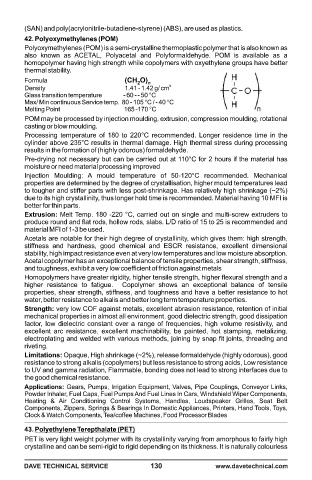 (SAN) and poly(acrylonitrile-butadiene-styrene) (ABS), are used as plastics.
42. Polyoxymethylenes (POM)
Polyoxymethylenes (POM) is a semi-crystalline thermoplastic polymer that is also known as
also known as ACETAL, Polyacetal and Polyformaldehyde. POM is available as a
homopolymer having high strength while copolymers with oxyethylene groups have better
thermal stability.
Formula (CH₂O)ₙ
Density 1.41 - 1.42 g/ cm³
Glass transition temperature - 60 - - 50 °C
Max/ Min continuous Service temp. 80 - 105 °C / - 40 °C
Melting Point 165 -170 °C
H
C - O
H
n
POM may be processed by injection moulding, extrusion, compression moulding, rotational
casting or blow moulding.
Processing temperature of 180 to 220°C recommended. Longer residence time in the
cylinder above 235°C results in thermal damage. High thermal stress during processing
results in the formation of (highly odorous) formaldehyde.
Pre-drying not necessary but can be carried out at 110°C for 2 hours if the material has
moisture or need material processing improved
Injection Moulding: A mould temperature of 50-120°C recommended. Mechanical
properties are determined by the degree of crystallisation, higher mould temperatures lead
to tougher and stiffer parts with less post-shrinkage. Has relatively high shrinkage (~2%)
due to its high crystallinity, thus longer hold time is recommended. Material having 10 MFI is
better for thin parts.
Extrusion: Melt Temp. 180 -220 °C, carried out on single and multi-screw extruders to
produce round and flat rods, hollow rods, slabs. L/D ratio of 15 to 25 is recommended and
material MFI of 1-3 be used.
Acetals are notable for their high degree of crystallinity, which gives them: high strength,
stiffness and hardness, good chemical and ESCR resistance, excellent dimensional
stability, high impact resistance even at very low temperatures and low moisture absorption.
Acetal copolymer has an exceptional balance of tensile properties, shear strength, stiffness,
and toughness, exhibit a very low coefficient of friction against metals
Homopolymers have greater rigidity, higher tensile strength, higher flexural strength and a
higher resistance to fatigue. Copolymer shows an exceptional balance of tensile
properties, shear strength, stiffness, and toughness and have a better resistance to hot
water, better resistance to alkalis and better long term temperature properties.
Strength: very low COF against metals, excellent abrasion resistance, retention of initial
mechanical properties in almost all environment, good dielectric strength, good dissipation
factor, low dielectric constant over a range of frequencies, high volume resistivity, and
excellent arc resistance, excellent machinability, be painted, hot stamping, metalizing,
electroplating and welded with various methods, joining by snap fit joints, threading and
riveting.
Limitations: Opaque, High shrinkage (~2%), release formaldehyde (highly odorous), good
resistance to strong alkalis (copolymers) but less resistance to strong acids, Low resistance
to UV and gamma radiation, Flammable, bonding does not lead to strong interfaces due to
the good chemical resistance.
Applications: Gears, Pumps, Irrigation Equipment, Valves, Pipe Couplings, Conveyor Links,
Powder Inhaler, Fuel Caps, Fuel Pumps And Fuel Lines In Cars, Windshield Wiper Components,
Heating & Air Conditioning Control Systems, Handles, Loudspeaker Grilles, Seat Belt
Components, Zippers, Springs & Bearings In Domestic Appliances, Printers, Hand Tools, Toys,
Clock & Watch Components, Tea/coffee Machines, Food Processor Blades
43. Polyethylene Terepthalate (PET)
PET is very light weight polymer with its crystallinity varying from amorphous to fairly high
crystalline and can be semi-rigid to rigid depending on its thickness. It is naturally colourless
DAVE TECHNICAL SERVICE 130 www.davetechnical.com